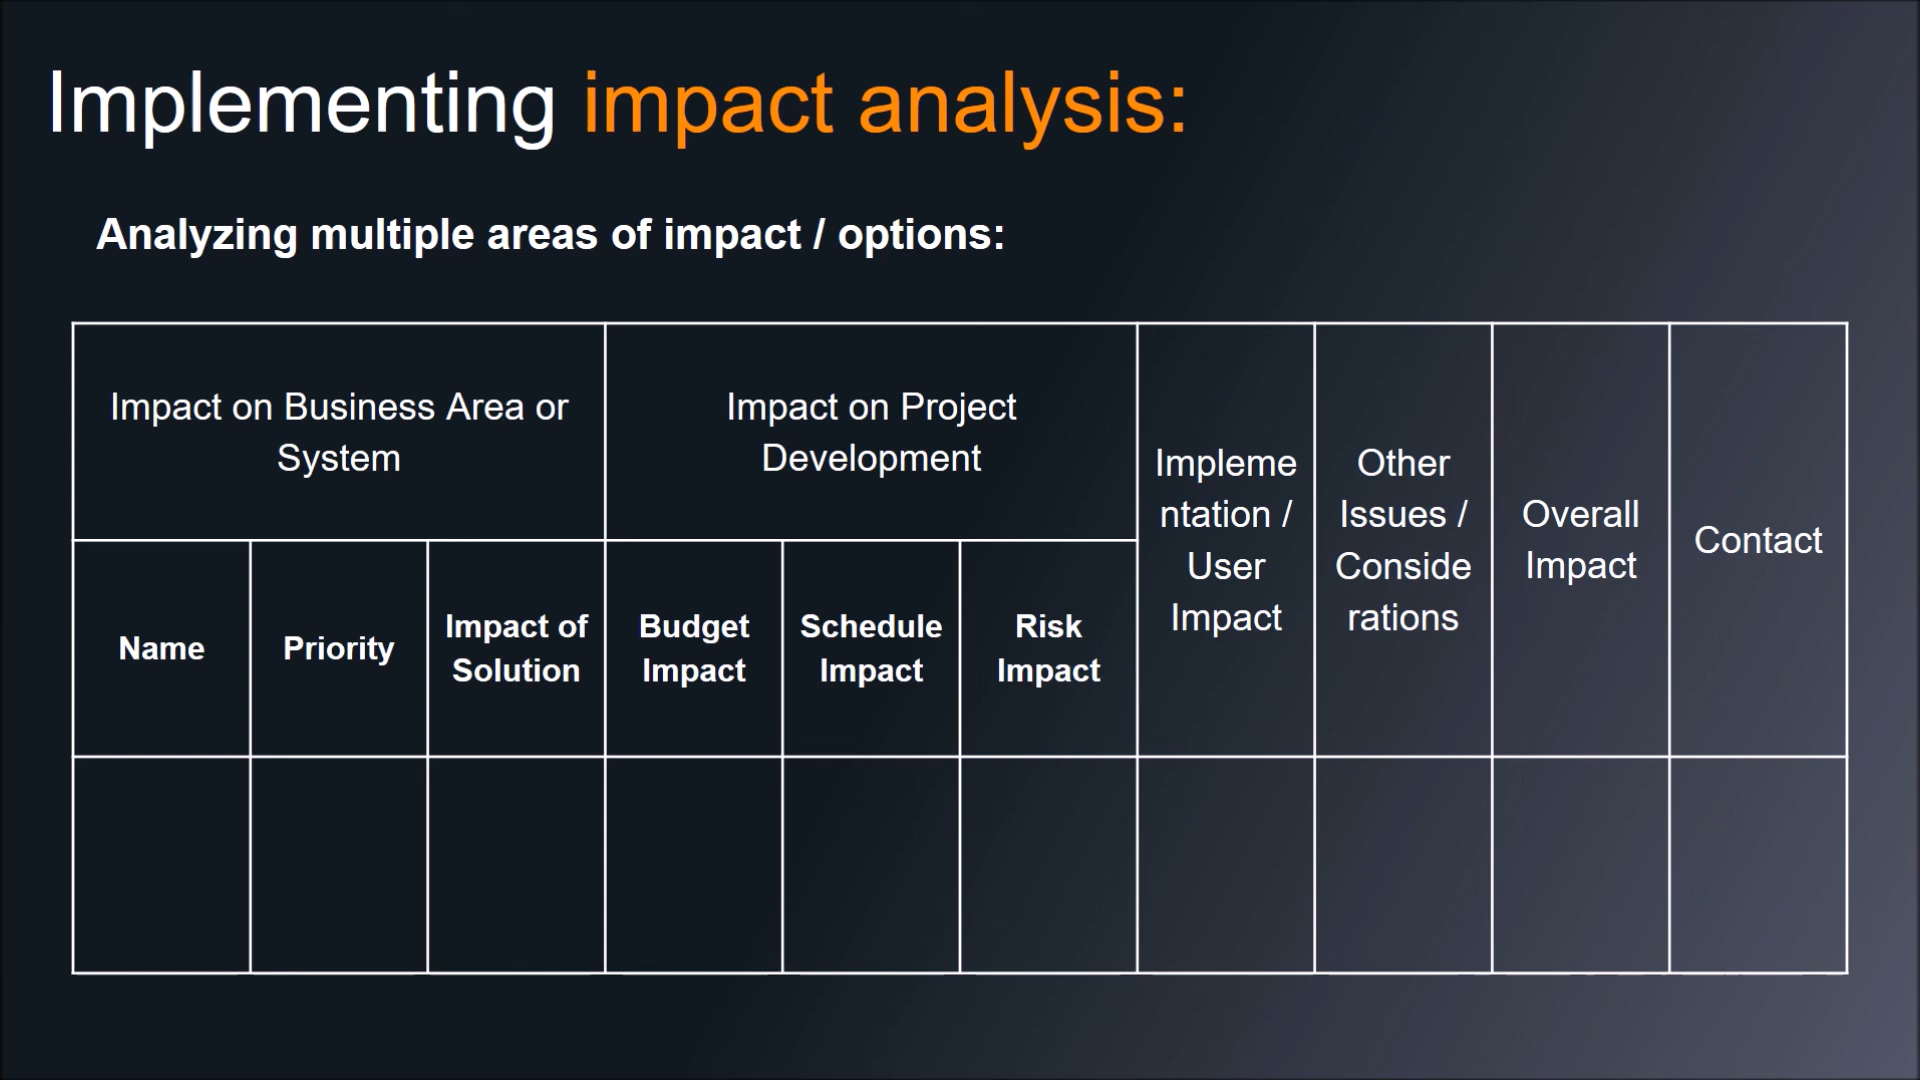 Implementing impact analysis:
Analyzing multiple areas of impact / options:
Impact on Business Area or
System
Impact on Project
Development
Impleme
ntation /
User
Impact
Other
Issues /
Conside
rations
Overall
Impact
Contact
Name
Priority
Impact of
Solution
Budget
Impact
Schedule
Impact
Risk
Impact